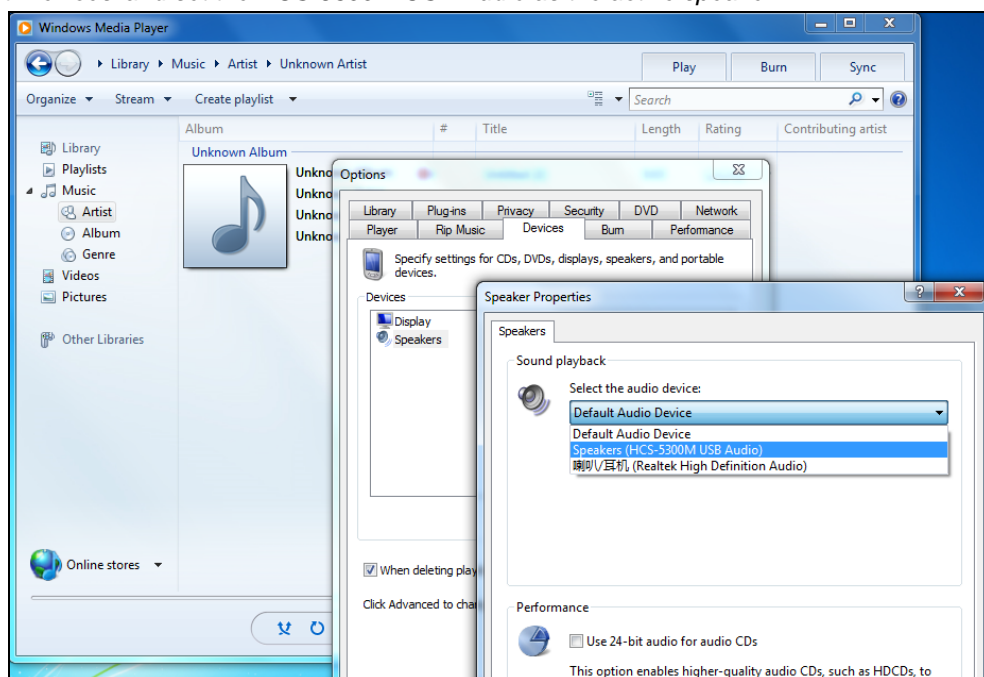 Windows Media Player
Library Music Artist Unknown Artist
Play Burn Sync
Organize Stream Create playlist Search
Album # Title Length Rating Contributing artist
Library
Playlists
Music
Artist
Album
Genre
Videos
Pictures
Other Libraries
Online stores
Unknown Album
Unkno
Unkno
Unkno
Unkno
Options
Library Plug-ins Privacy Security DVD Network
Player Rip Music Devices Burn Performance
Specify settings for CDs, DVDs, displays, speakers, and portable
devices.
Devices
Display
Speakers
When deleting play
Click Advanced to cha
Speaker Properties
Speakers
Sound playback
Select the audio device:
Default Audio Device
Default Audio Device
Speakers (HCS-5300M USB Audio)
喇叭/耳机 (Realtek High Definition Audio)
Performance
Use 24-bit audio for audio CDs
This option enables higher-quality audio CDs, such as HDCDs, to